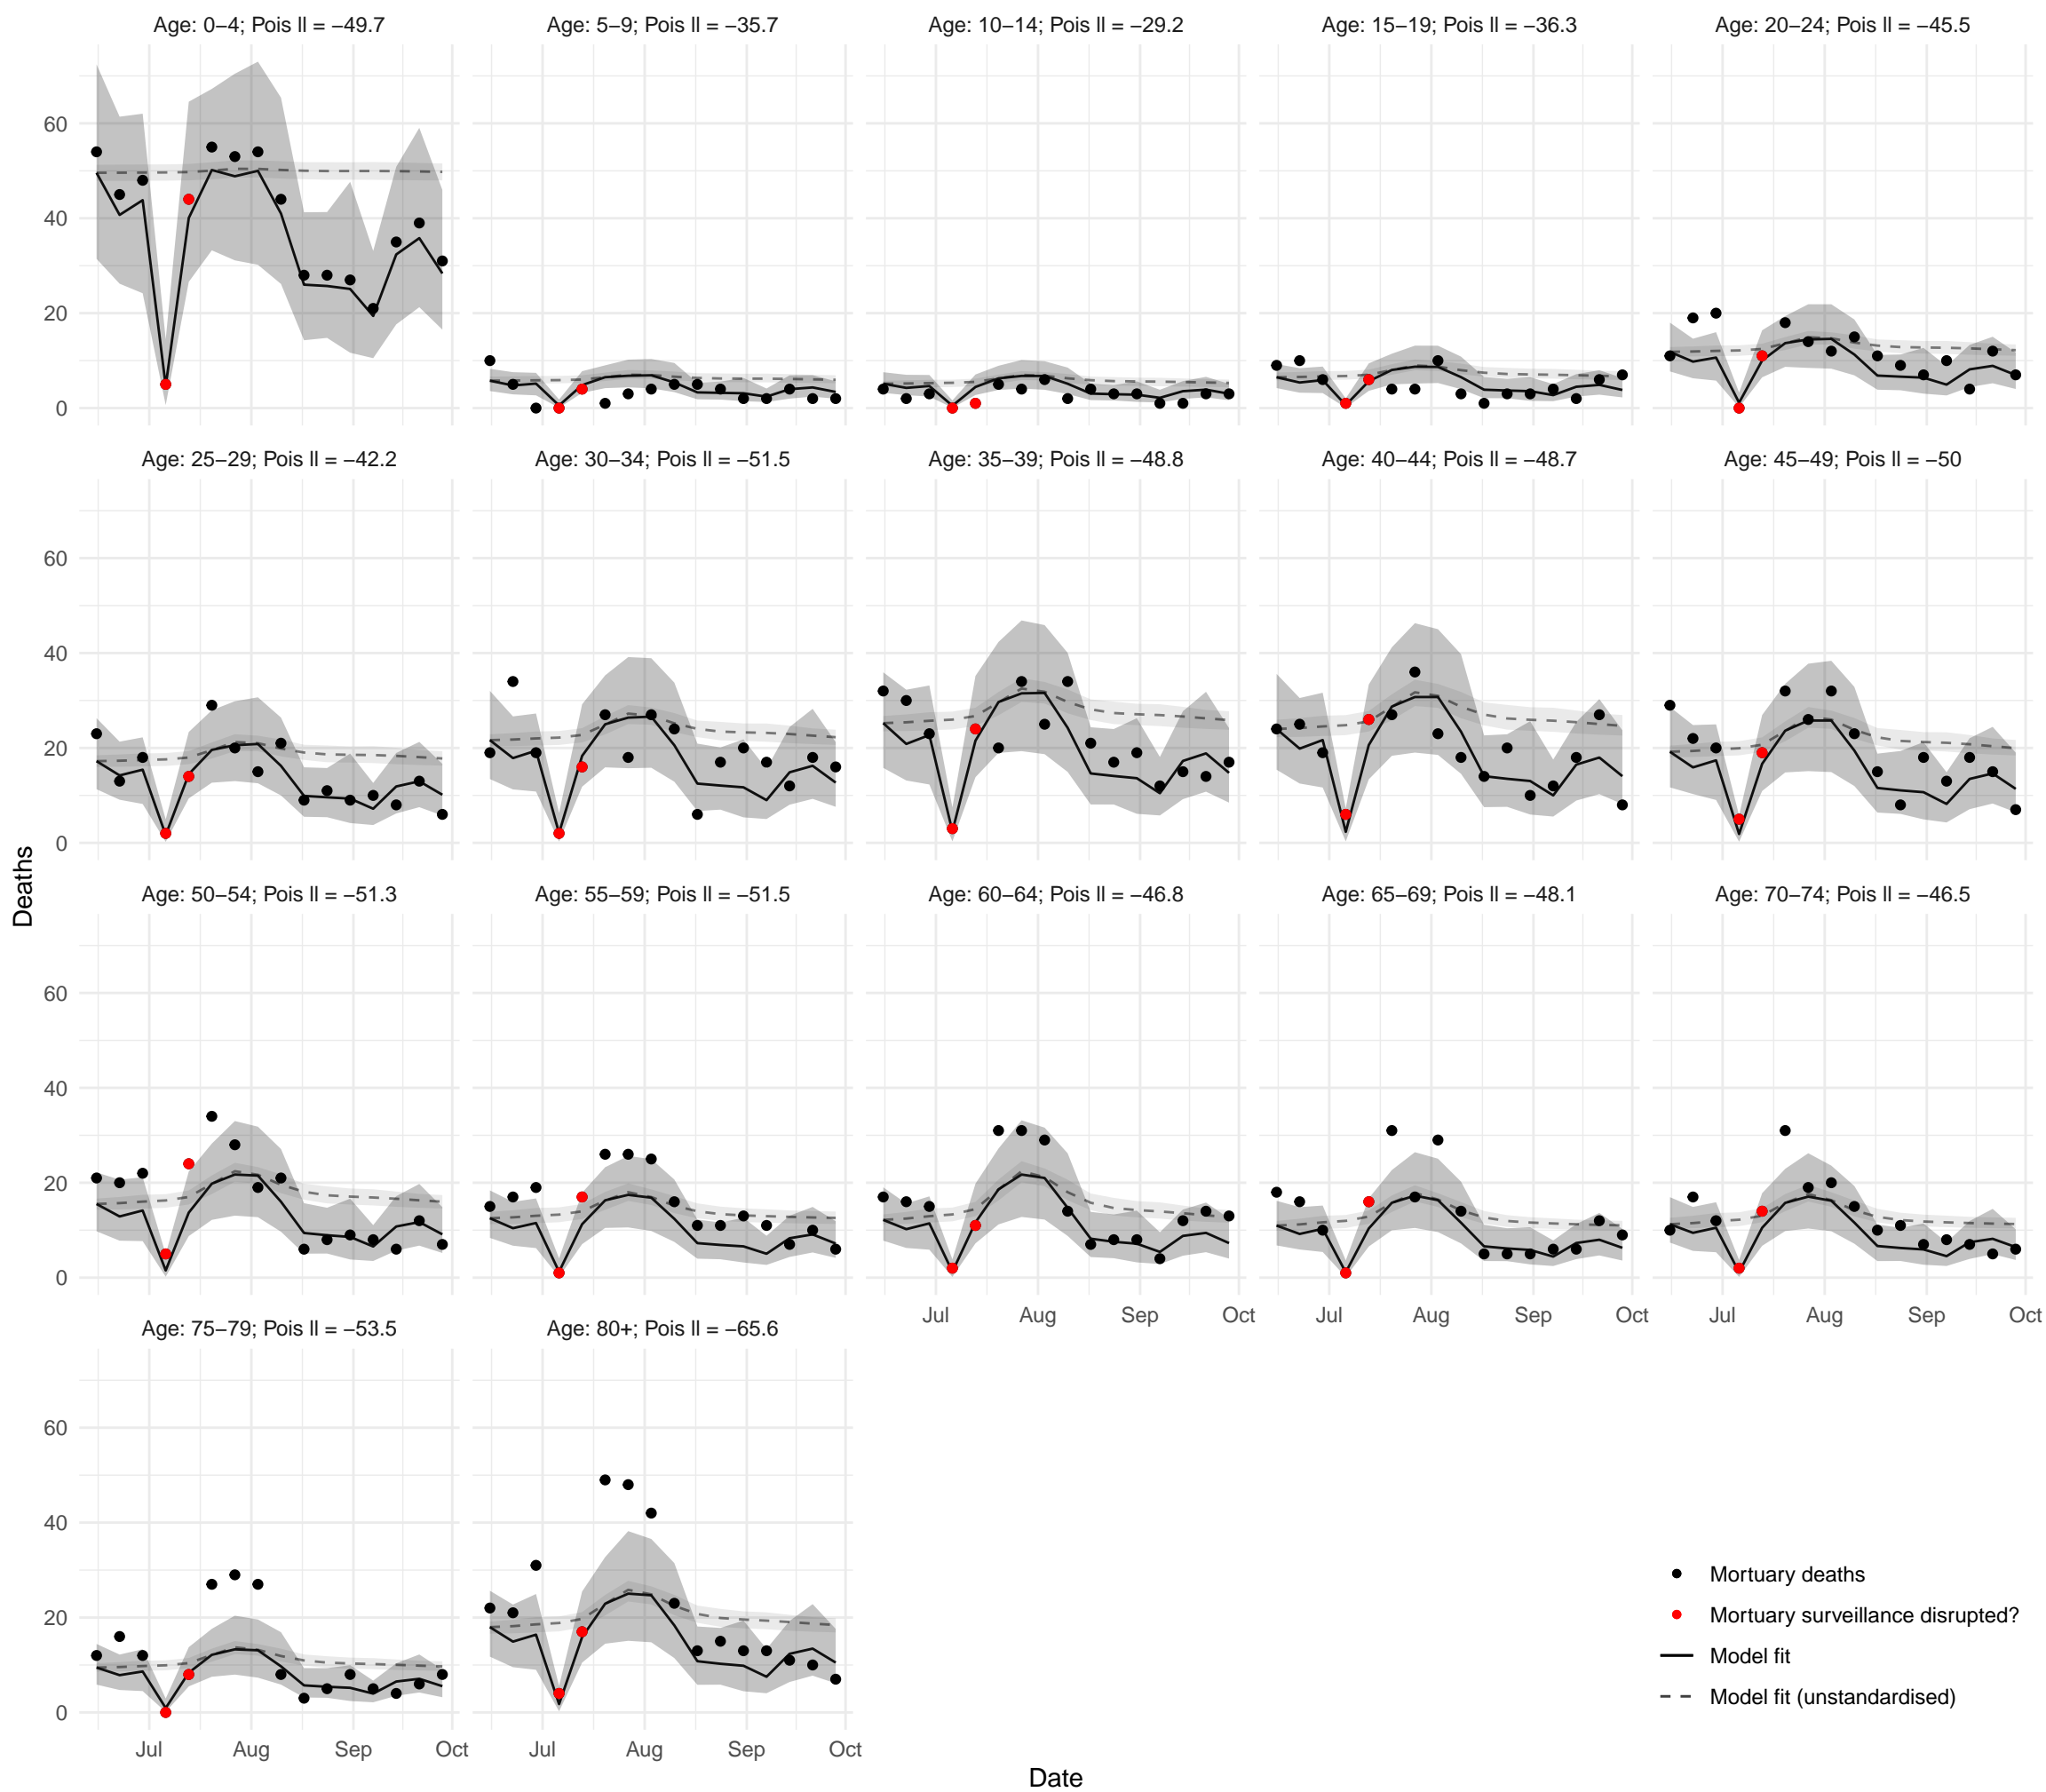 Age: 0−4; Pois ll = −49.7
Age: 5−9; Pois ll = −35.7
Age: 10−14; Pois ll = −29.2
Age: 15−19; Pois ll = −36.3
Age: 20−24; Pois ll = −45.5
60
40
20
0
Age: 25−29; Pois ll = −42.2
Age: 30−34; Pois ll = −51.5
Age: 35−39; Pois ll = −48.8
Age: 40−44; Pois ll = −48.7
Age: 45−49; Pois ll = −50
60
40
20
0
Deaths
Age: 50−54; Pois ll = −51.3
Age: 55−59; Pois ll = −51.5
Age: 60−64; Pois ll = −46.8
Age: 65−69; Pois ll = −48.1
Age: 70−74; Pois ll = −46.5
60
40
20
0
Jul Aug Sep Oct
Jul Aug Sep Oct
Jul Aug Sep Oct
Age: 75−79; Pois ll = −53.5
Age: 80+; Pois ll = −65.6
60
40
20
0
Jul Aug Sep Oct
Jul Aug Sep Oct
Mortuary deaths
Mortuary surveillance disrupted?
Model fit
Model fit (unstandardised)
Date